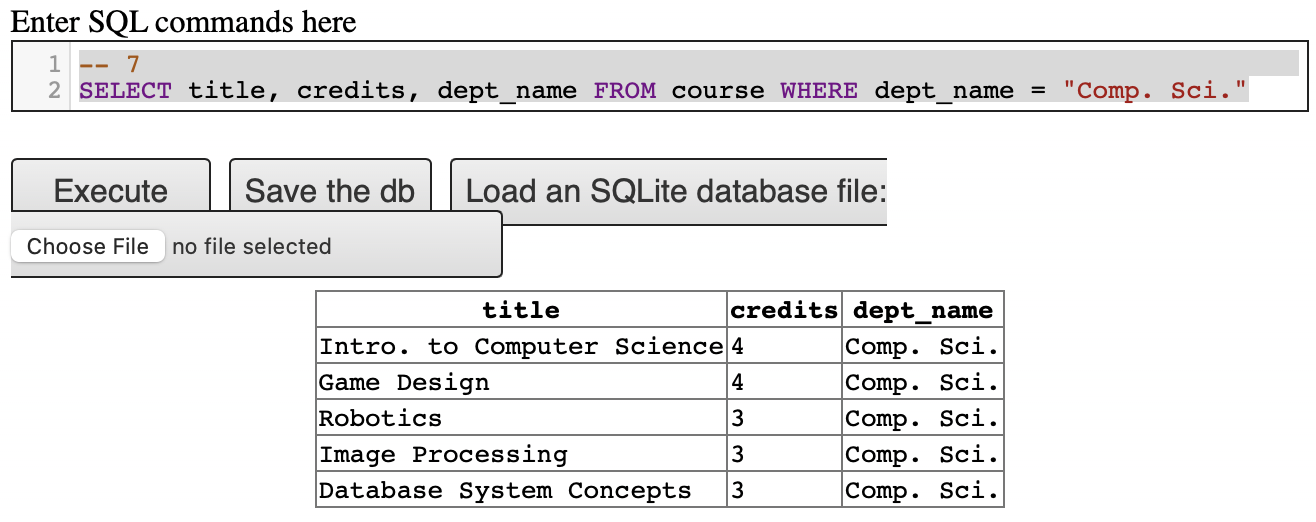 Enter SQL commands here
1 -- 7
2 SELECT title, credits, dept_name FROM course WHERE dept_name = "Comp. Sci."
Execute Save the db Load an SQLite database file:
Choose File no file selected
title credits dept_name
Intro. to Computer Science 4 Comp. Sci.
Game Design 4 Comp. Sci.
Robotics 3 Comp. Sci.
Image Processing 3 Comp. Sci.
Database System Concepts 3 Comp. Sci.